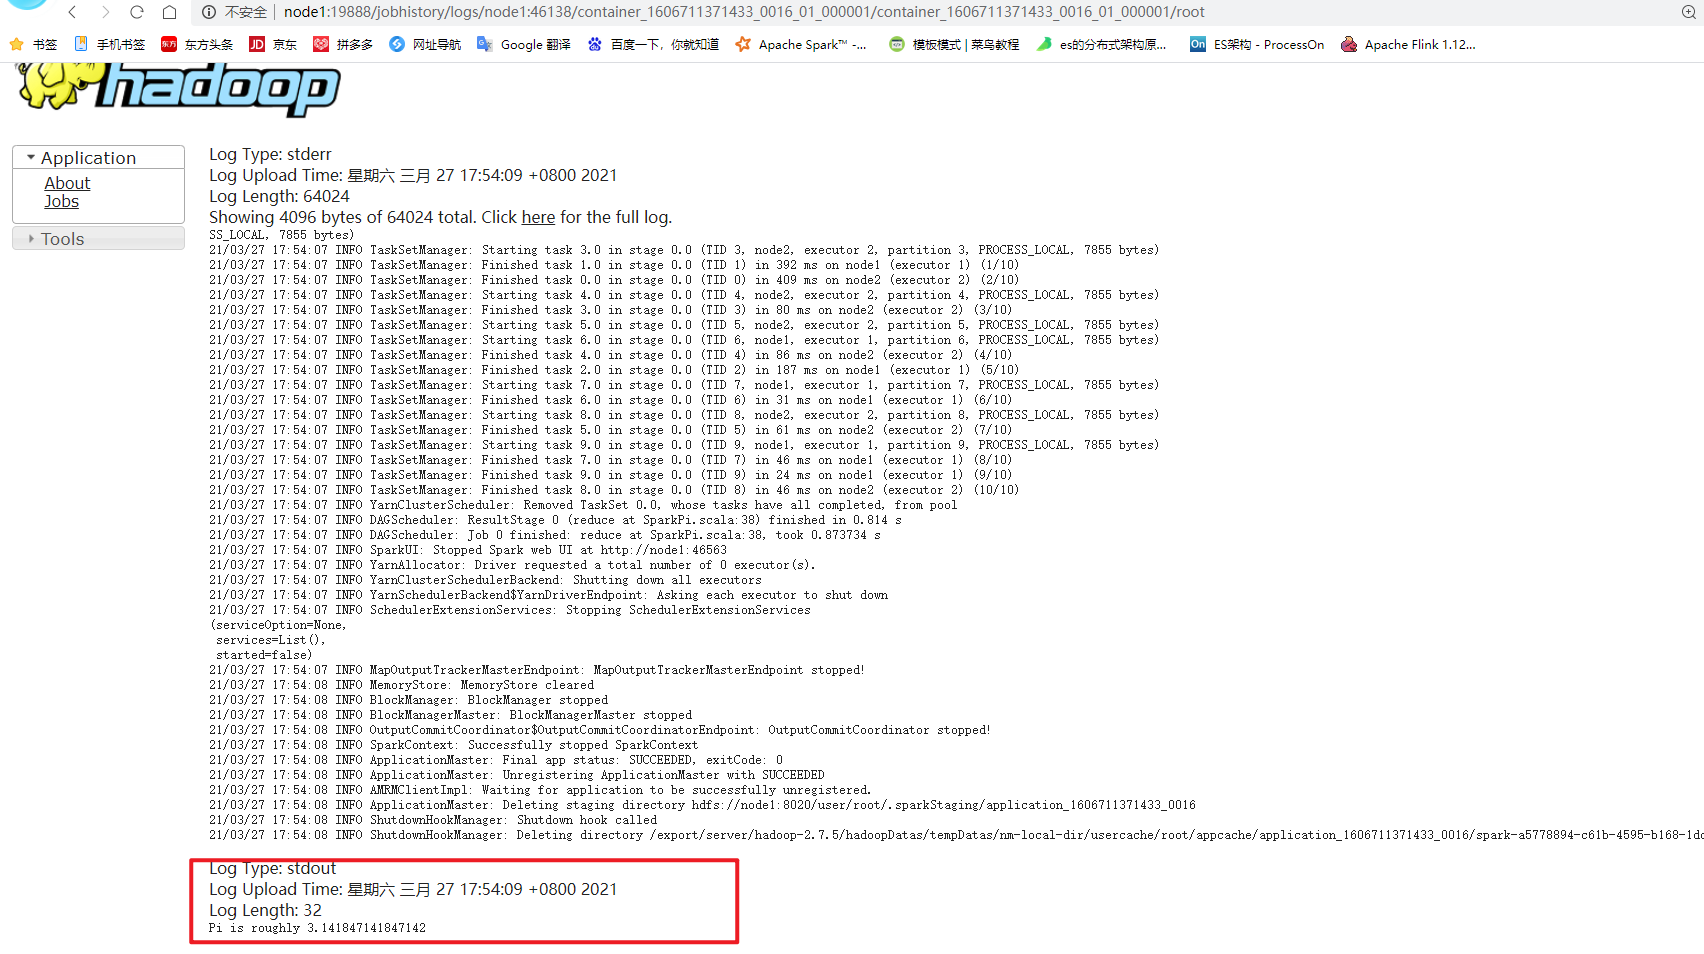 不安全 node1:19888/jobhistory/logs/node1:46138/container_1606711371433_0016_01_000001/container_1606711371433_0016_01_000001/root
书签 手机书签 东方 东方头条 JD 京东 拼多多 网址导航 Google 翻译 百度一下，你就知道 Apache Spark™ -... 模板模式 | 菜鸟教程 es的分布式架构原... On ES架构 - ProcessOn Apache Flink 1.12...
hadoop
Application
About
Jobs
Tools
Log Type: stderr
Log Upload Time: 星期六 三月 27 17:54:09 +0800 2021
Log Length: 64024
Showing 4096 bytes of 64024 total. Click here for the full log.
SS_LOCAL, 7855 bytes)
21/03/27 17:54:07 INFO TaskSetManager: Starting task 3.0 in stage 0.0 (TID 3, node2, executor 2, partition 3, PROCESS_LOCAL, 7855 bytes)
21/03/27 17:54:07 INFO TaskSetManager: Finished task 1.0 in stage 0.0 (TID 1) in 392 ms on node1 (executor 1) (1/10)
21/03/27 17:54:07 INFO TaskSetManager: Finished task 0.0 in stage 0.0 (TID 0) in 409 ms on node2 (executor 2) (2/10)
21/03/27 17:54:07 INFO TaskSetManager: Starting task 4.0 in stage 0.0 (TID 4, node2, executor 2, partition 4, PROCESS_LOCAL, 7855 bytes)
21/03/27 17:54:07 INFO TaskSetManager: Finished task 3.0 in stage 0.0 (TID 3) in 80 ms on node2 (executor 2) (3/10)
21/03/27 17:54:07 INFO TaskSetManager: Starting task 5.0 in stage 0.0 (TID 5, node2, executor 2, partition 5, PROCESS_LOCAL, 7855 bytes)
21/03/27 17:54:07 INFO TaskSetManager: Starting task 6.0 in stage 0.0 (TID 6, node1, executor 1, partition 6, PROCESS_LOCAL, 7855 bytes)
21/03/27 17:54:07 INFO TaskSetManager: Finished task 4.0 in stage 0.0 (TID 4) in 86 ms on node2 (executor 2) (4/10)
21/03/27 17:54:07 INFO TaskSetManager: Finished task 2.0 in stage 0.0 (TID 2) in 187 ms on node1 (executor 1) (5/10)
21/03/27 17:54:07 INFO TaskSetManager: Starting task 7.0 in stage 0.0 (TID 7, node1, executor 1, partition 7, PROCESS_LOCAL, 7855 bytes)
21/03/27 17:54:07 INFO TaskSetManager: Finished task 6.0 in stage 0.0 (TID 6) in 31 ms on node1 (executor 1) (6/10)
21/03/27 17:54:07 INFO TaskSetManager: Starting task 8.0 in stage 0.0 (TID 8, node2, executor 2, partition 8, PROCESS_LOCAL, 7855 bytes)
21/03/27 17:54:07 INFO TaskSetManager: Finished task 5.0 in stage 0.0 (TID 5) in 61 ms on node2 (executor 2) (7/10)
21/03/27 17:54:07 INFO TaskSetManager: Starting task 9.0 in stage 0.0 (TID 9, node1, executor 1, partition 9, PROCESS_LOCAL, 7855 bytes)
21/03/27 17:54:07 INFO TaskSetManager: Finished task 7.0 in stage 0.0 (TID 7) in 46 ms on node1 (executor 1) (8/10)
21/03/27 17:54:07 INFO TaskSetManager: Finished task 9.0 in stage 0.0 (TID 9) in 24 ms on node1 (executor 1) (9/10)
21/03/27 17:54:07 INFO TaskSetManager: Finished task 8.0 in stage 0.0 (TID 8) in 46 ms on node2 (executor 2) (10/10)
21/03/27 17:54:07 INFO YarnClusterScheduler: Removed TaskSet 0.0, whose tasks have all completed, from pool
21/03/27 17:54:07 INFO DAGScheduler: ResultStage 0 (reduce at SparkPi.scala:38) finished in 0.814 s
21/03/27 17:54:07 INFO DAGScheduler: Job 0 finished: reduce at SparkPi.scala:38, took 0.873734 s
21/03/27 17:54:07 INFO SparkUI: Stopped Spark web UI at http://node1:46563
21/03/27 17:54:07 INFO YarnAllocator: Driver requested a total number of 0 executor(s).
21/03/27 17:54:07 INFO YarnClusterSchedulerBackend: Shutting down all executors
21/03/27 17:54:07 INFO YarnSchedulerBackend$YarnDriverEndpoint: Asking each executor to shut down
21/03/27 17:54:07 INFO SchedulerExtensionServices: Stopping SchedulerExtensionServices
(serviceOption=None,
services=List(),
started=false)
21/03/27 17:54:07 INFO MapOutputTrackerMasterEndpoint: MapOutputTrackerMasterEndpoint stopped!
21/03/27 17:54:08 INFO MemoryStore: MemoryStore cleared
21/03/27 17:54:08 INFO BlockManager: BlockManager stopped
21/03/27 17:54:08 INFO BlockManagerMaster: BlockManagerMaster stopped
21/03/27 17:54:08 INFO OutputCommitCoordinator$OutputCommitCoordinatorEndpoint: OutputCommitCoordinator stopped!
21/03/27 17:54:08 INFO SparkContext: Successfully stopped SparkContext
21/03/27 17:54:08 INFO ApplicationMaster: Final app status: SUCCEEDED, exitCode: 0
21/03/27 17:54:08 INFO ApplicationMaster: Unregistering ApplicationMaster with SUCCEEDED
21/03/27 17:54:08 INFO AMRMClientImpl: Waiting for application to be successfully unregistered.
21/03/27 17:54:08 INFO ApplicationMaster: Deleting staging directory hdfs://node1:8020/user/root/.sparkStaging/application_1606711371433_0016
21/03/27 17:54:08 INFO ShutdownHookManager: Shutdown hook called
21/03/27 17:54:08 INFO ShutdownHookManager: Deleting directory /export/server/hadoop-2.7.5/hadoopDatas/tempDatas/nm-local-dir/usercache/root/appcache/application_1606711371433_0016/spark-a5778894-c61b-4595-b168-1dc
Log Type: stdout
Log Upload Time: 星期六 三月 27 17:54:09 +0800 2021
Log Length: 32
Pi is roughly 3.141847141847142